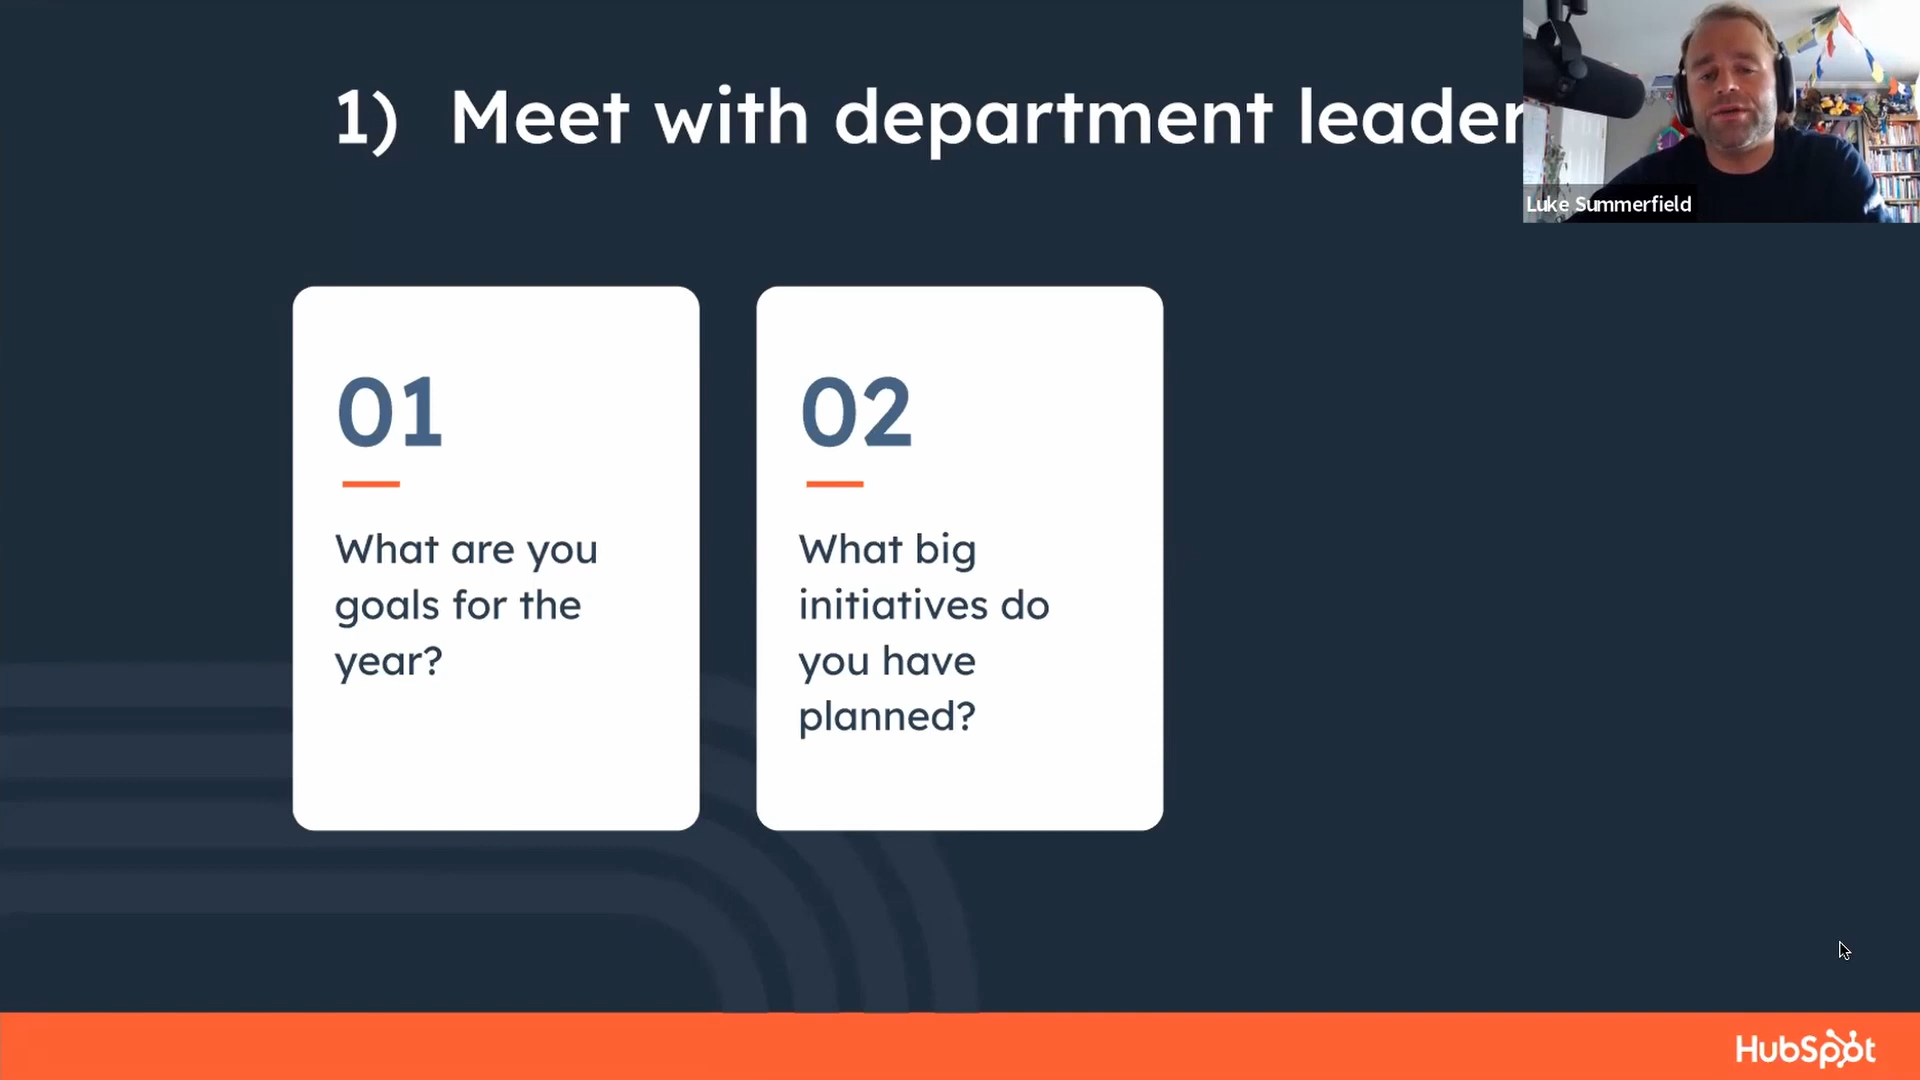 1) Meet with department leader
Luke Summerfield
01
What are you
goals for the
year?
02
What big
initiatives do
you have
planned?
HubSpot